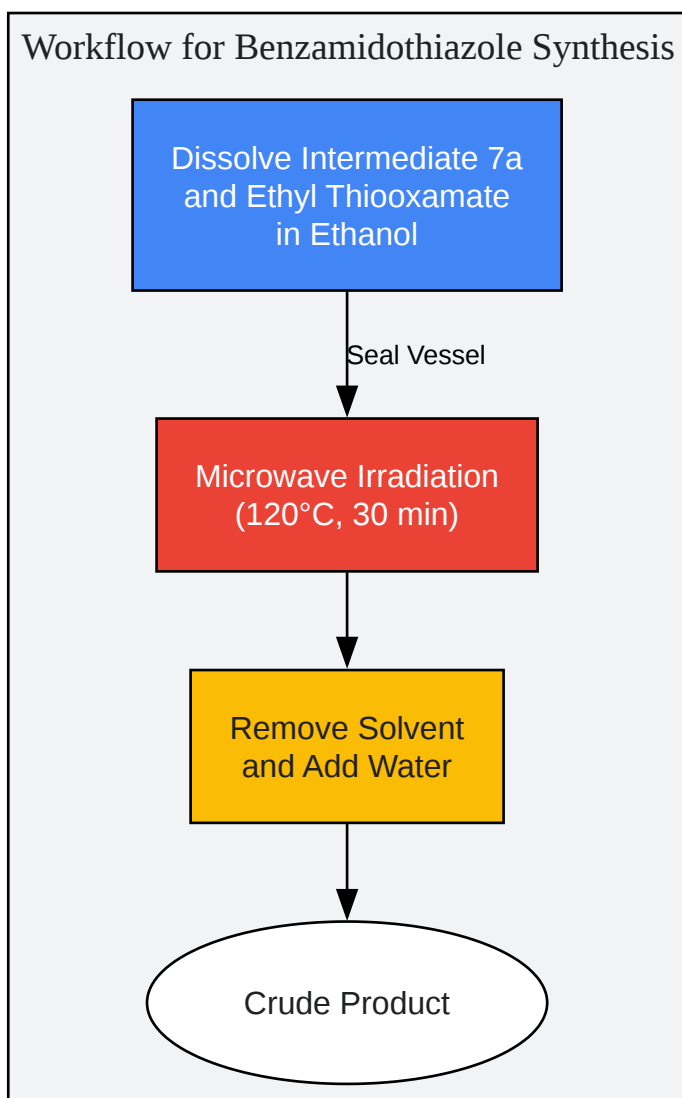 Workflow for Benzamidothiazole Synthesis
Dissolve Intermediate 7a
and Ethyl Thiooxamate
in Ethanol
Seal Vessel
Microwave Irradiation
(120°C, 30 min)
Remove Solvent
and Add Water
Crude Product